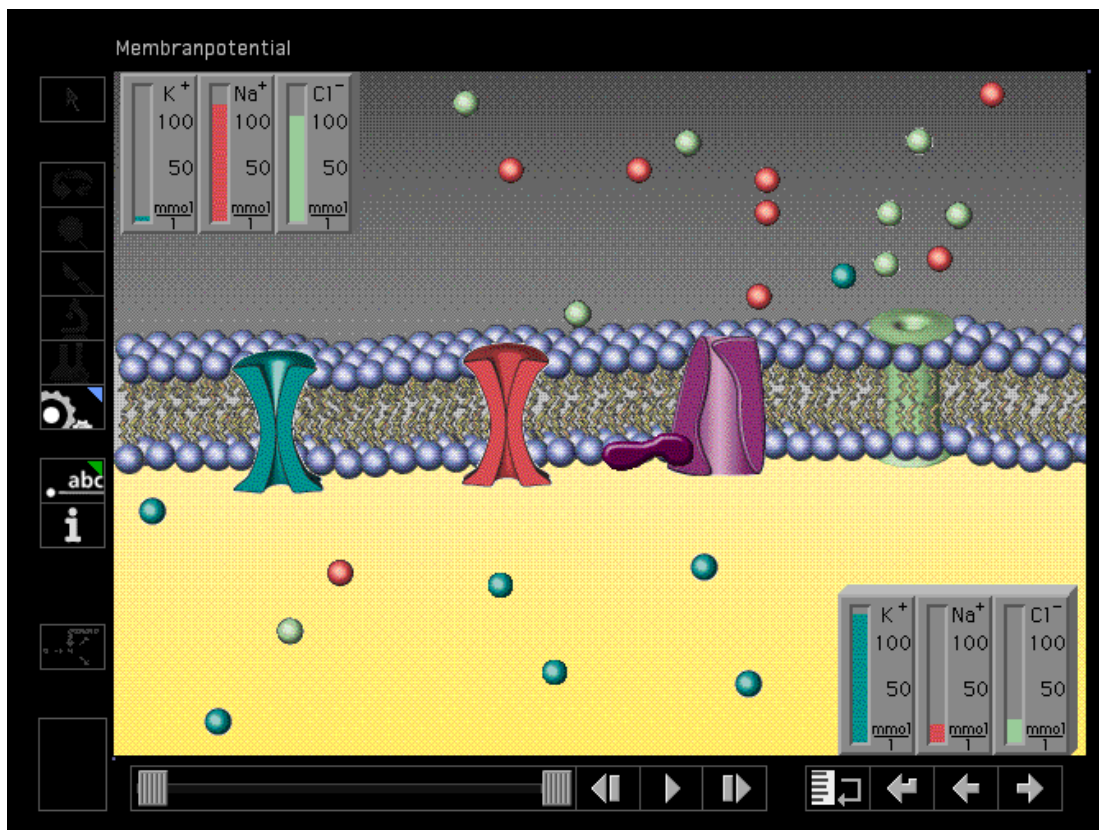 Membranpotential
K+ Na+ Cl-
100 100 100
50 50 50
mmol mmol mmol
l l l
abc
i
K+ Na+ Cl-
100 100 100
50 50 50
mmol mmol mmol
l l l